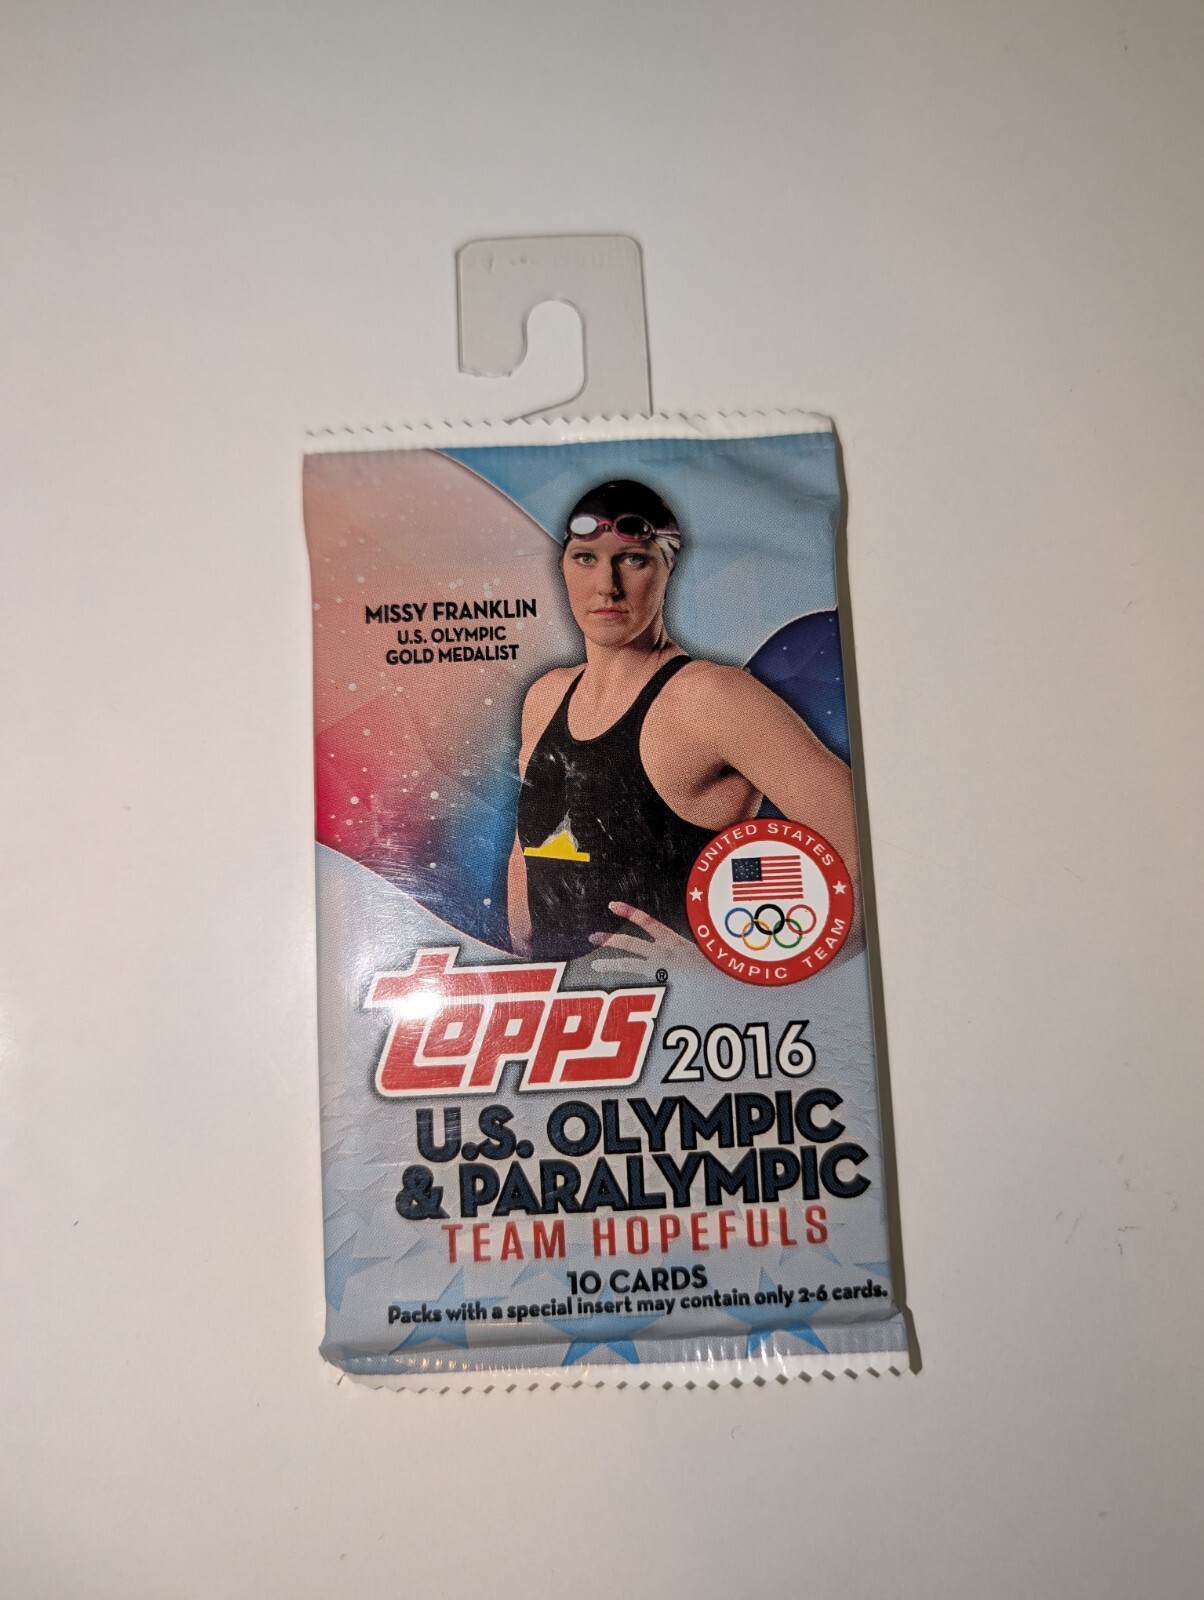 MISSY FRANKLIN
U.S. OLYMPIC
GOLD MEDALIST
UNITED STATES
OLYMPIC TEAM
topps®
2016
U.S. OLYMPIC
& PARALYMPIC
TEAM HOPEFULS
10 CARDS
Packs with a special insert may contain only 2-6 cards.